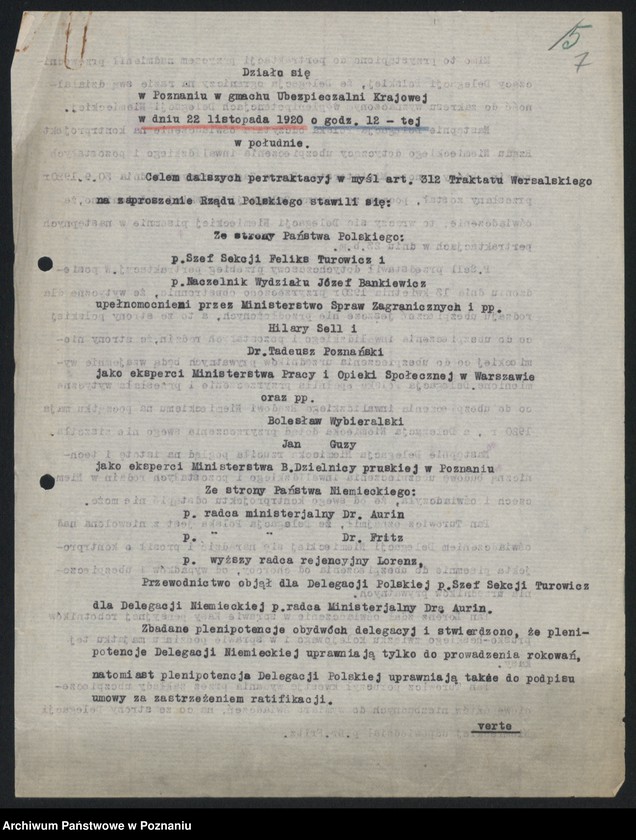 15
7
Działo się
w Poznaniu w gmachu Ubezpieczalni Krajowej
w dniu 22 listopada 1920 o godz. 12 - tej
w południe.
Celem dalszych pertraktacyj w myśl art. 312 Traktatu Wersalskiego
na zaproszenie Rządu Polskiego stawili się:
Ze strony Państwa Polskiego:
p.Szef Sekcji Feliks Turowicz i
p.Naczelnik Wydziału Józef Bankiewicz
upełnomocnieni przez Ministerstwo Spraw Zagranicznych i pp.
Hilary Sell i
Dr.Tadeusz Poznański
jako eksperci Ministerstwa Pracy i Opieki Społecznej w Warszawie
oraz pp.
Bolesław Wybieralski
Jan Guzy
jako eksperci Ministerstwa B.Dzielnicy pruskiej w Poznaniu
Ze strony Państwa Niemieckiego:
p. radca ministerjalny Dr. Aurin
p. " " Dr. Fritz
p. wyższy radca rejencyjny Lorenz.
Przewodnictwo objął dla Delegacji Polskiej p.Szef Sekcji Turowicz
dla Delegacji Niemieckiej p.radca Ministerjalny Dr. Aurin.
Zbadane plenipotencje obydwóch delegacyj i stwierdzono, że pleni-
potencje Delegacji Niemieckiej uprawniają tylko do prowadzenia rokowań,
natomiast plenipotencja Delegacji Polskiej uprawniają także do podpisu
umowy za zastrzeżeniem ratifikacji.
verte
Archiwum Państwowe w Poznaniu